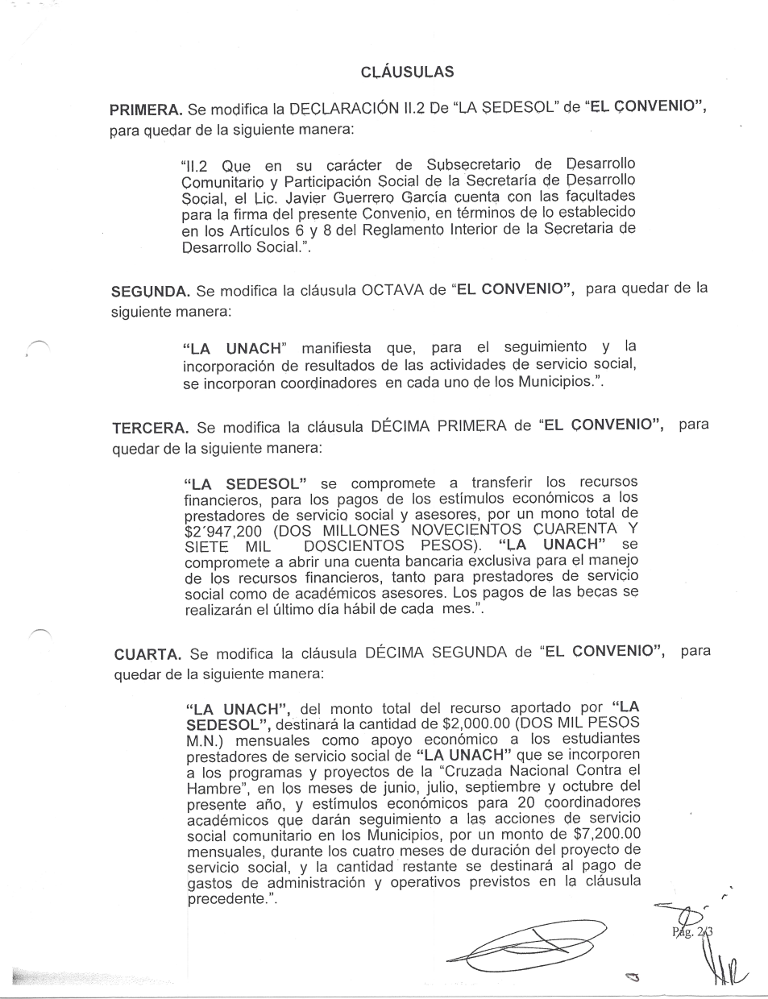 CLÁUSULAS
PRIMERA. Se modifica la DECLARACIÓN II.2 De “LA SEDESOL” de “EL CONVENIO”,
para quedar de la siguiente manera:
“II.2 Que en su carácter de Subsecretario de Desarrollo
Comunitario y Participación Social de la Secretaría de Desarrollo
Social, el Lic. Javier Guerrero García cuenta con las facultades
para la firma del presente Convenio, en términos de lo establecido
en los Artículos 6 y 8 del Reglamento Interior de la Secretaria de
Desarrollo Social.”.
SEGUNDA. Se modifica la cláusula OCTAVA de “EL CONVENIO”, para quedar de la
siguiente manera:
“LA UNACH” manifiesta que, para el seguimiento y la
incorporación de resultados de las actividades de servicio social,
se incorporan coordinadores en cada uno de los Municipios.”.
TERCERA. Se modifica la cláusula DÉCIMA PRIMERA de “EL CONVENIO”, para
quedar de la siguiente manera:
“LA SEDESOL” se compromete a transferir los recursos
financieros, para los pagos de los estímulos económicos a los
prestadores de servicio social y asesores, por un mono total de
$2´947,200 (DOS MILLONES NOVECIENTOS CUARENTA Y
SIETE MIL DOSCIENTOS PESOS). “LA UNACH” se
compromete a abrir una cuenta bancaria exclusiva para el manejo
de los recursos financieros, tanto para prestadores de servicio
social como de académicos asesores. Los pagos de las becas se
realizarán el último día hábil de cada mes.”.
CUARTA. Se modifica la cláusula DÉCIMA SEGUNDA de “EL CONVENIO”, para
quedar de la siguiente manera:
“LA UNACH”, del monto total del recurso aportado por “LA
SEDESOL”, destinará la cantidad de $2,000.00 (DOS MIL PESOS
M.N.) mensuales como apoyo económico a los estudiantes
prestadores de servicio social de “LA UNACH” que se incorporen
a los programas y proyectos de la “Cruzada Nacional Contra el
Hambre”, en los meses de junio, julio, septiembre y octubre del
presente año, y estímulos económicos para 20 coordinadores
académicos que darán seguimiento a las acciones de servicio
social comunitario en los Municipios, por un monto de $7,200.00
mensuales, durante los cuatro meses de duración del proyecto de
servicio social, y la cantidad restante se destinará al pago de
gastos de administración y operativos previstos en la cláusula
precedente.”.
Pág. 2/3